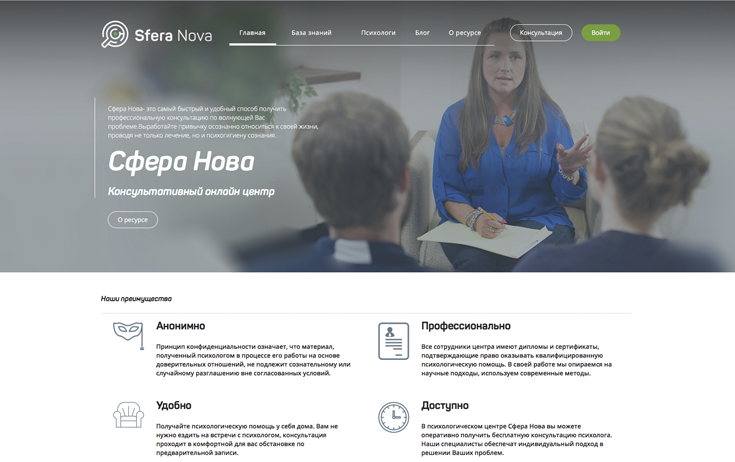 Sfera Nova
Главная База знаний Психологи Блог О ресурсе Консультация Войти
Сфера Нова- это самый быстрый и удобный способ получить
профессиональную консультацию по волнующей Вас
проблеме.Выработайте привычку осознанно относиться к своей жизни,
проводя не только лечение, но и психогигиену сознания.
Сфера Нова
Консультативный онлайн центр
О ресурсе
Наши преимущества
Анонимно
Принцип конфиденциальности означает, что материал,
полученный психологом в процессе его работы на основе
доверительных отношений, не подлежит сознательному или
случайному разглашению вне согласованных условий.
Профессионально
Все сотрудники центра имеют дипломы и сертификаты,
подтверждающие право оказывать квалифицированную
психологическую помощь. В своей работе мы опираемся на
научные подходы, используем современные методы.
Удобно
Получайте психологическую помощь у себя дома. Вам не
нужно ездить на встречи с психологом, консультация
проходит в комфортной для вас обстановке по
предварительной записи.
Доступно
В психологическом центре Сфера Нова вы можете
оперативно получить бесплатную консультацию психолога.
Наши специалисты обеспечат индивидуальный подход в
решении Ваших проблем.